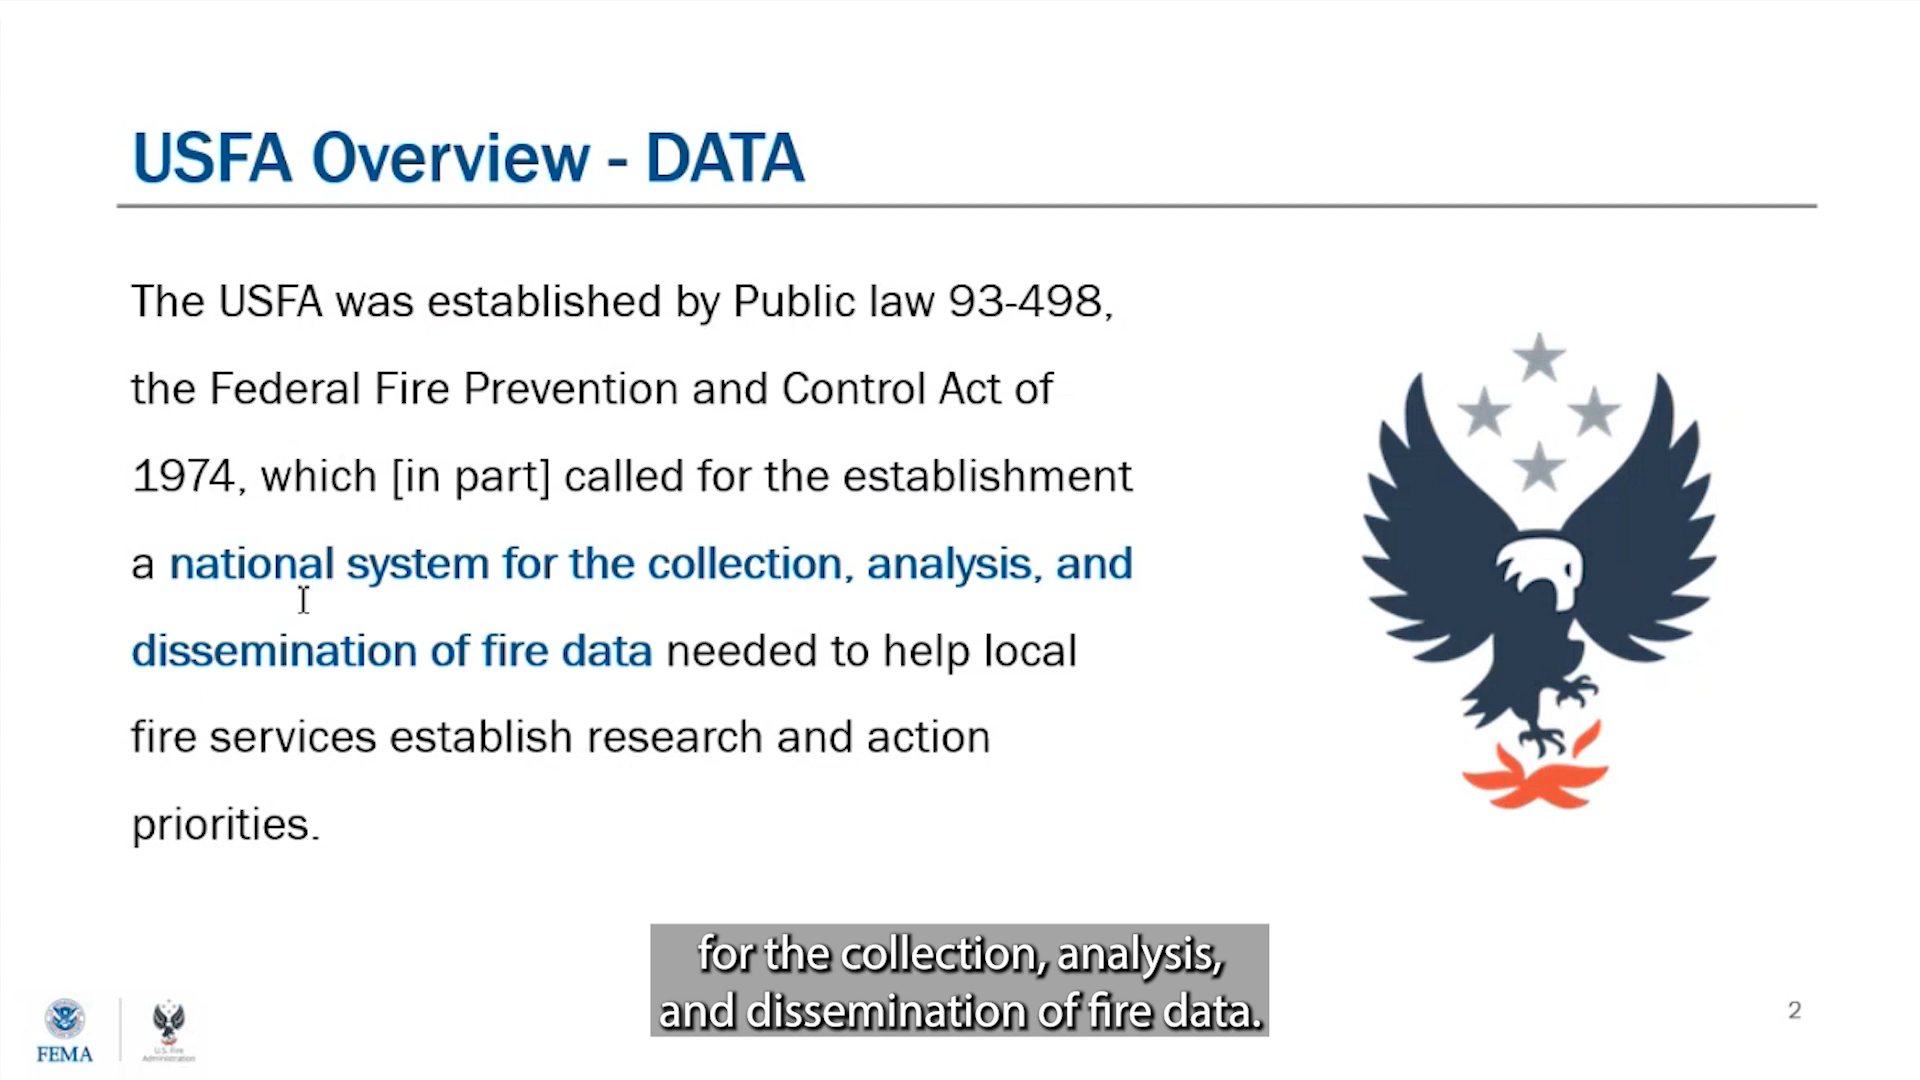 USFA Overview - DATA
The USFA was established by Public law 93-498,
the Federal Fire Prevention and Control Act of
1974, which [in part] called for the establishment
a national system for the collection, analysis, and
dissemination of fire data needed to help local
fire services establish research and action
priorities.
for the collection, analysis,
and dissemination of fire data.
FEMA
U.S. Fire
Administration
2